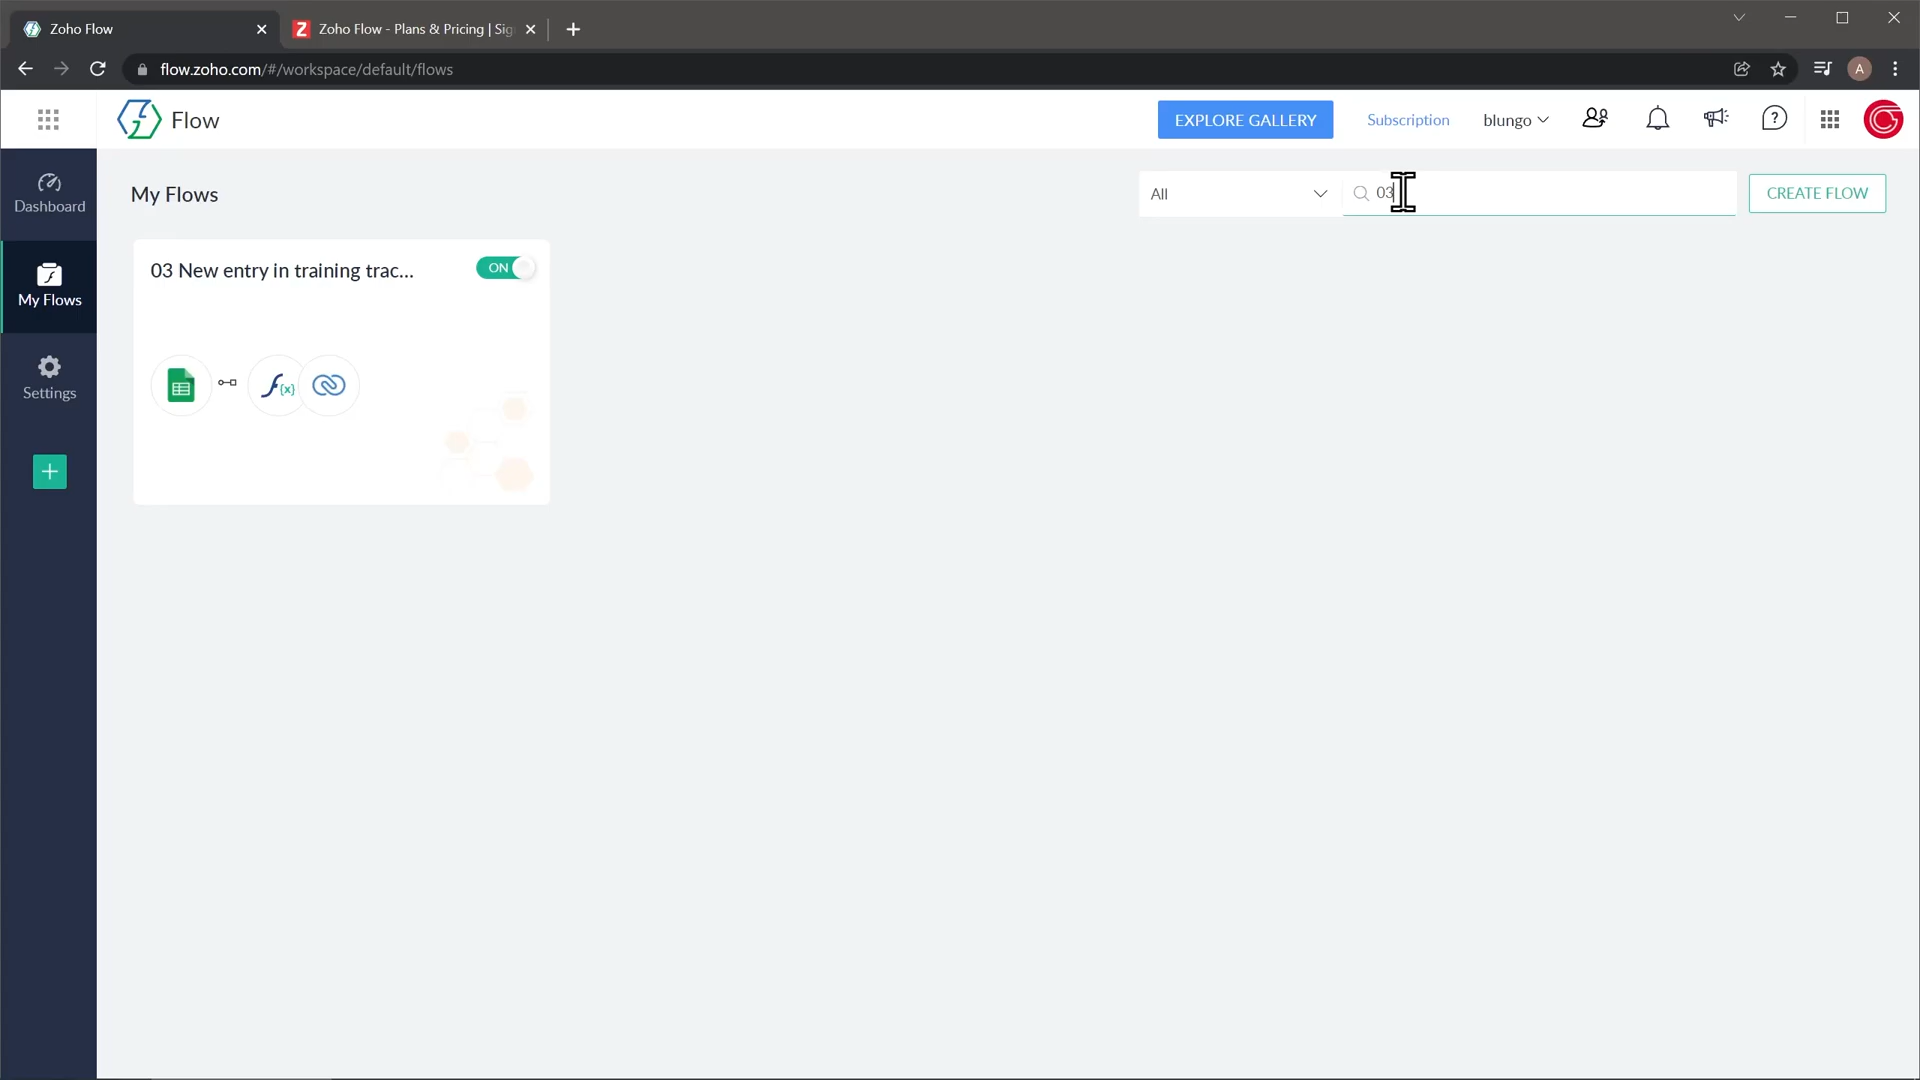 Zoho Flow
Zoho Flow - Plans & Pricing | Sig
flow.zoho.com/#/workspace/default/flows
A
Flow
EXPLORE GALLERY
Subscription
blungo
Dashboard
My Flows
Settings
My Flows
All
03
CREATE FLOW
03 New entry in training trac...
ON
f(x)